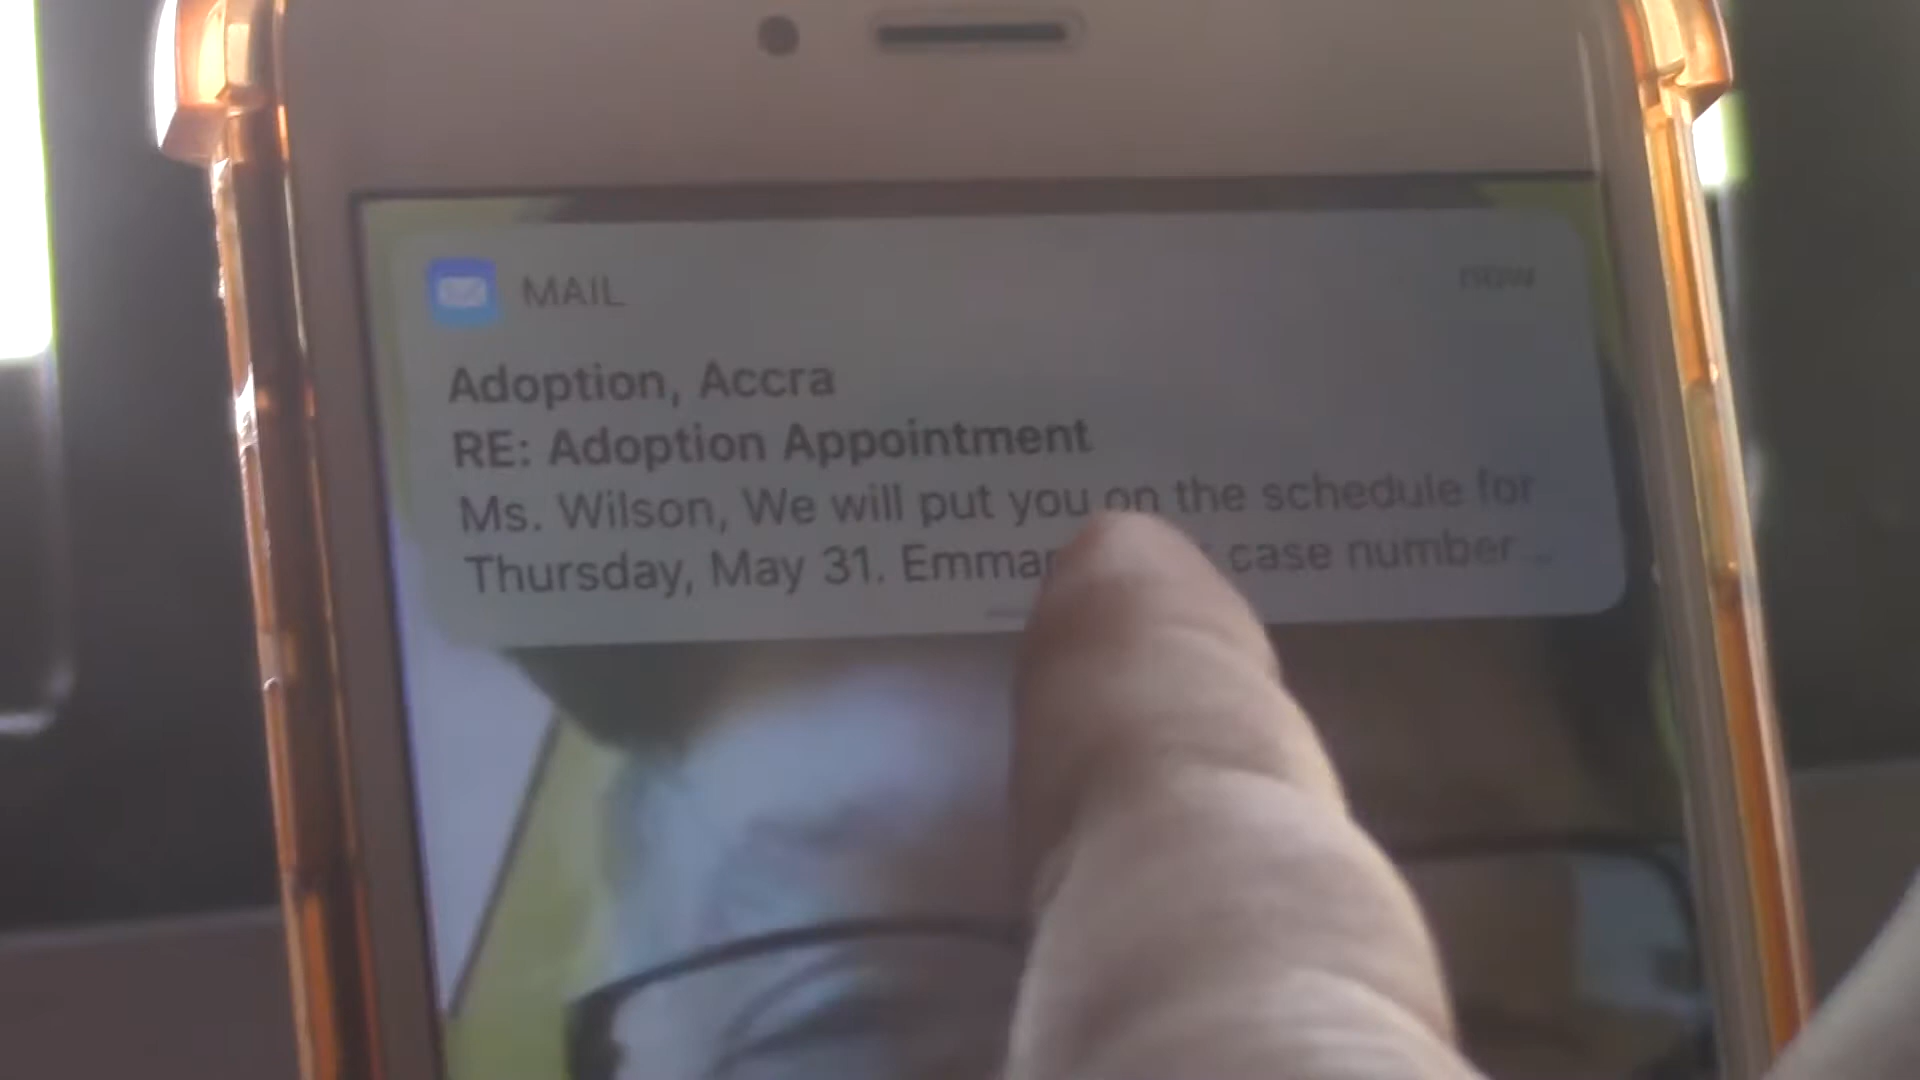 MAIL now
Adoption, Accra
RE: Adoption Appointment
Ms. Wilson, We will put you on the schedule for
Thursday, May 31. case number ...